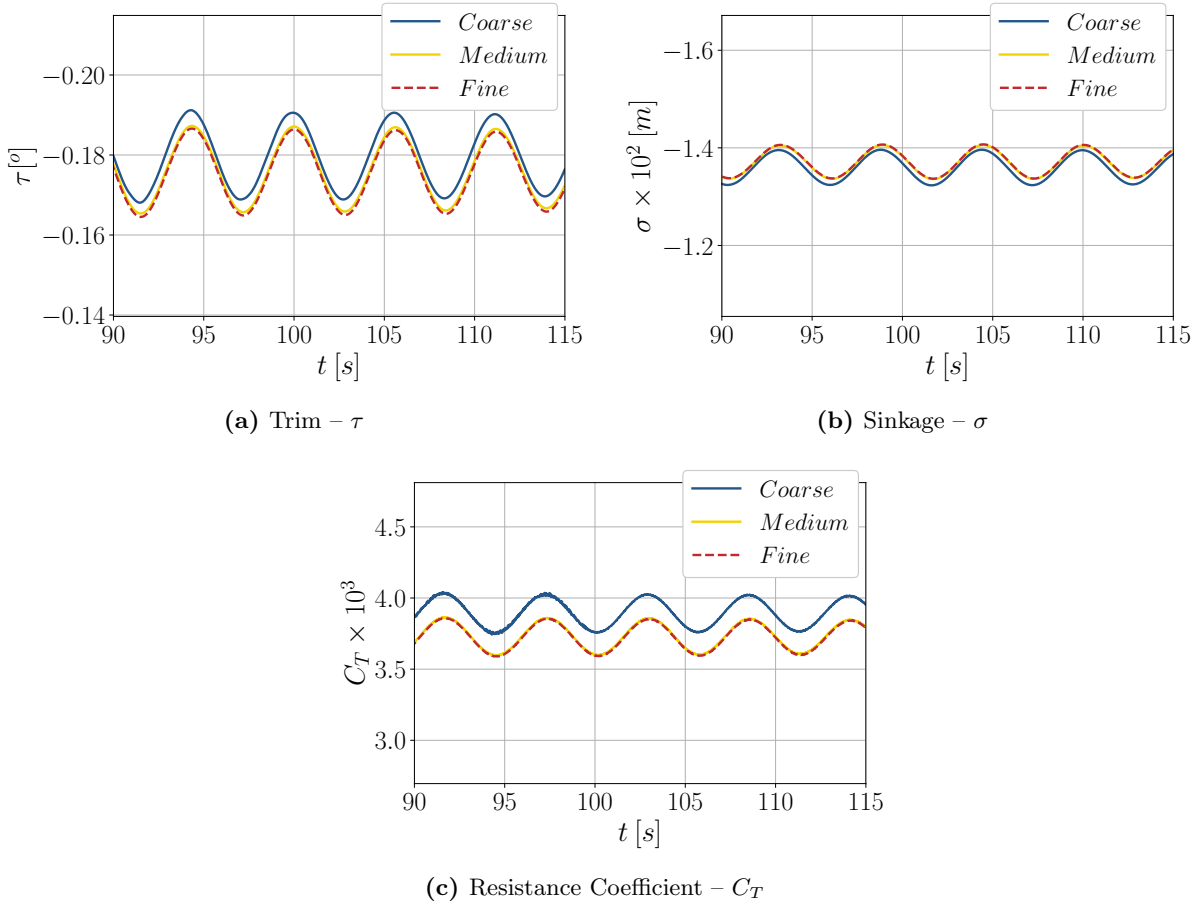 Coarse
Medium
Fine
−0.20
−0.18
−0.16
−0.14
τ[o]
90 95 100 105 110 115
t [s]
(a) Trim – τ
Coarse
Medium
Fine
−1.6
−1.4
−1.2
σ × 10² [m]
90 95 100 105 110 115
t [s]
(b) Sinkage – σ
Coarse
Medium
Fine
4.5
4.0
3.5
3.0
C_T × 10³
90 95 100 105 110 115
t [s]
(c) Resistance Coefficient – C_T